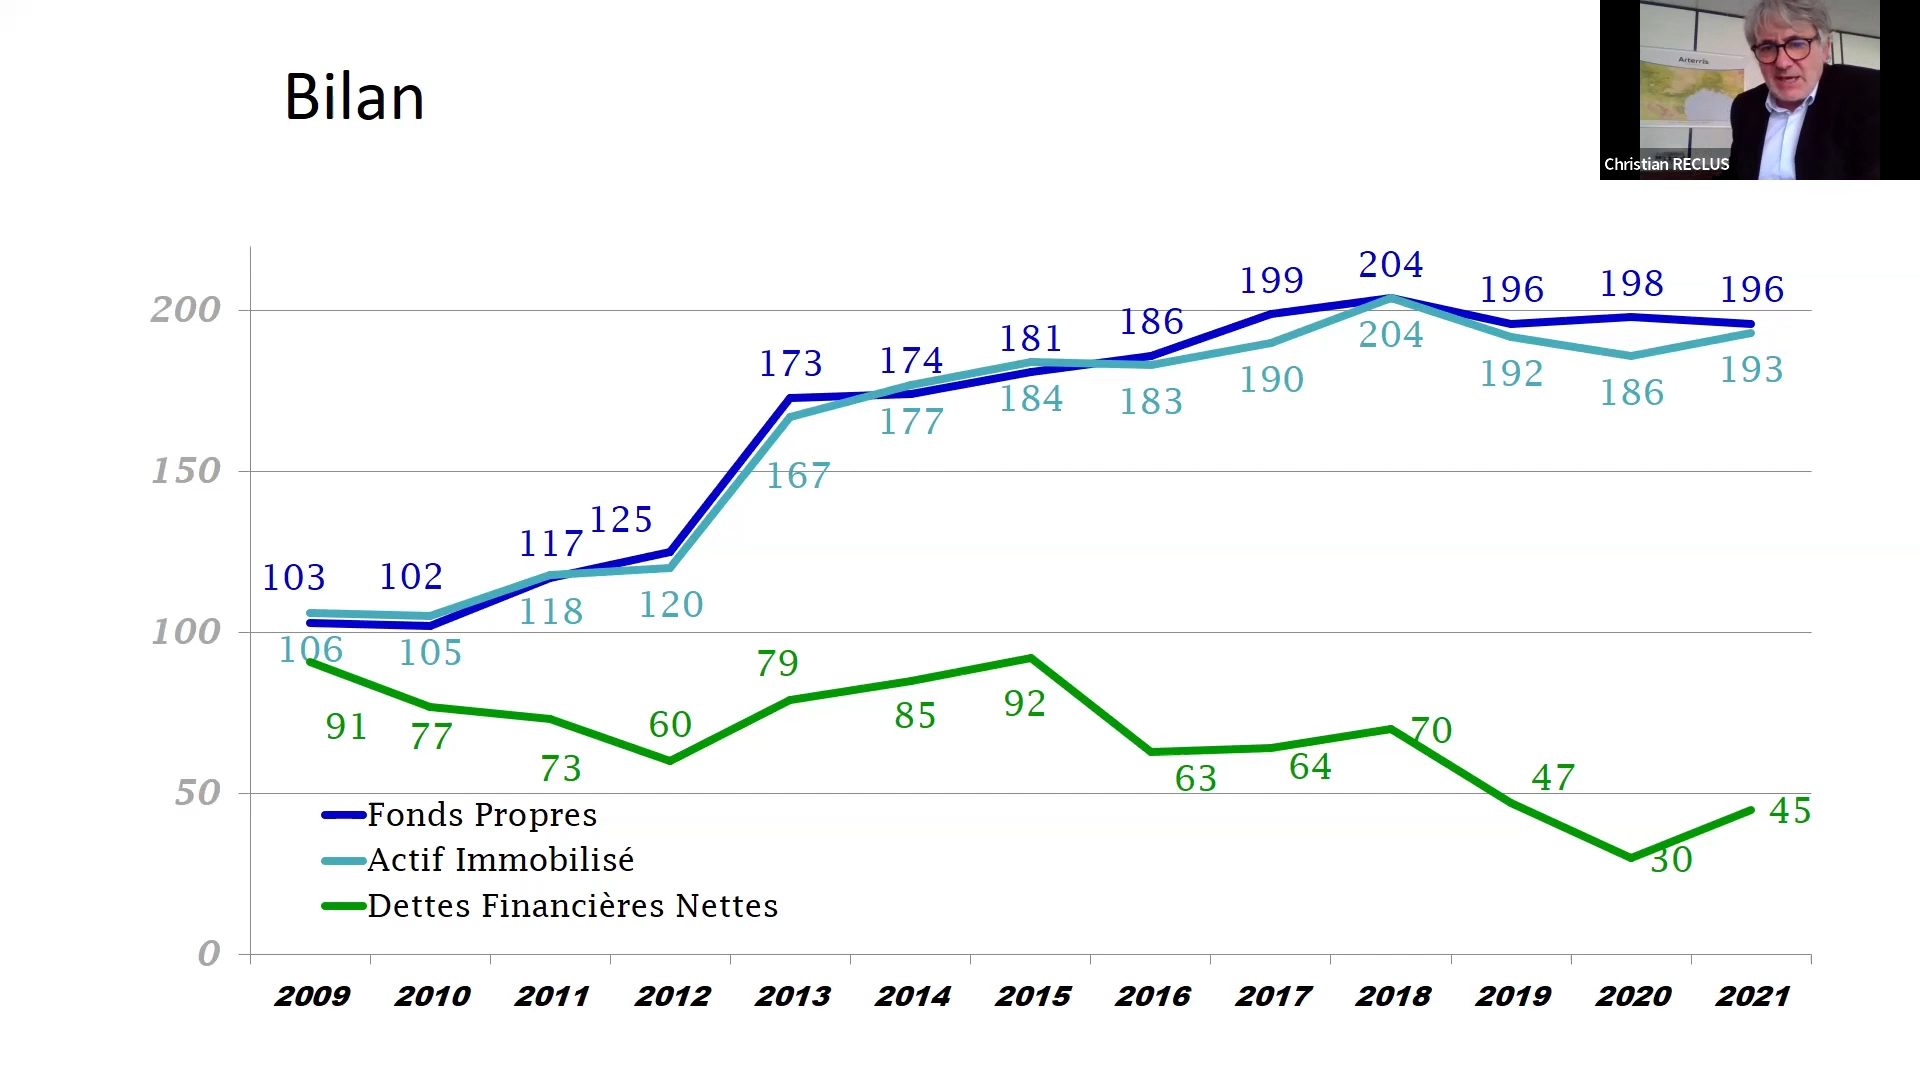 Bilan
Arterris
Christian RECLUS
200
150
100
50
0
103 102 117 125 173 174 181 186 199 204 196 198 196
106 105 118 120 167 177 184 183 190 204 192 186 193
91 77 73 60 79 85 92 63 64 70 47 30 45
Fonds Propres
Actif Immobilisé
Dettes Financières Nettes
2009 2010 2011 2012 2013 2014 2015 2016 2017 2018 2019 2020 2021